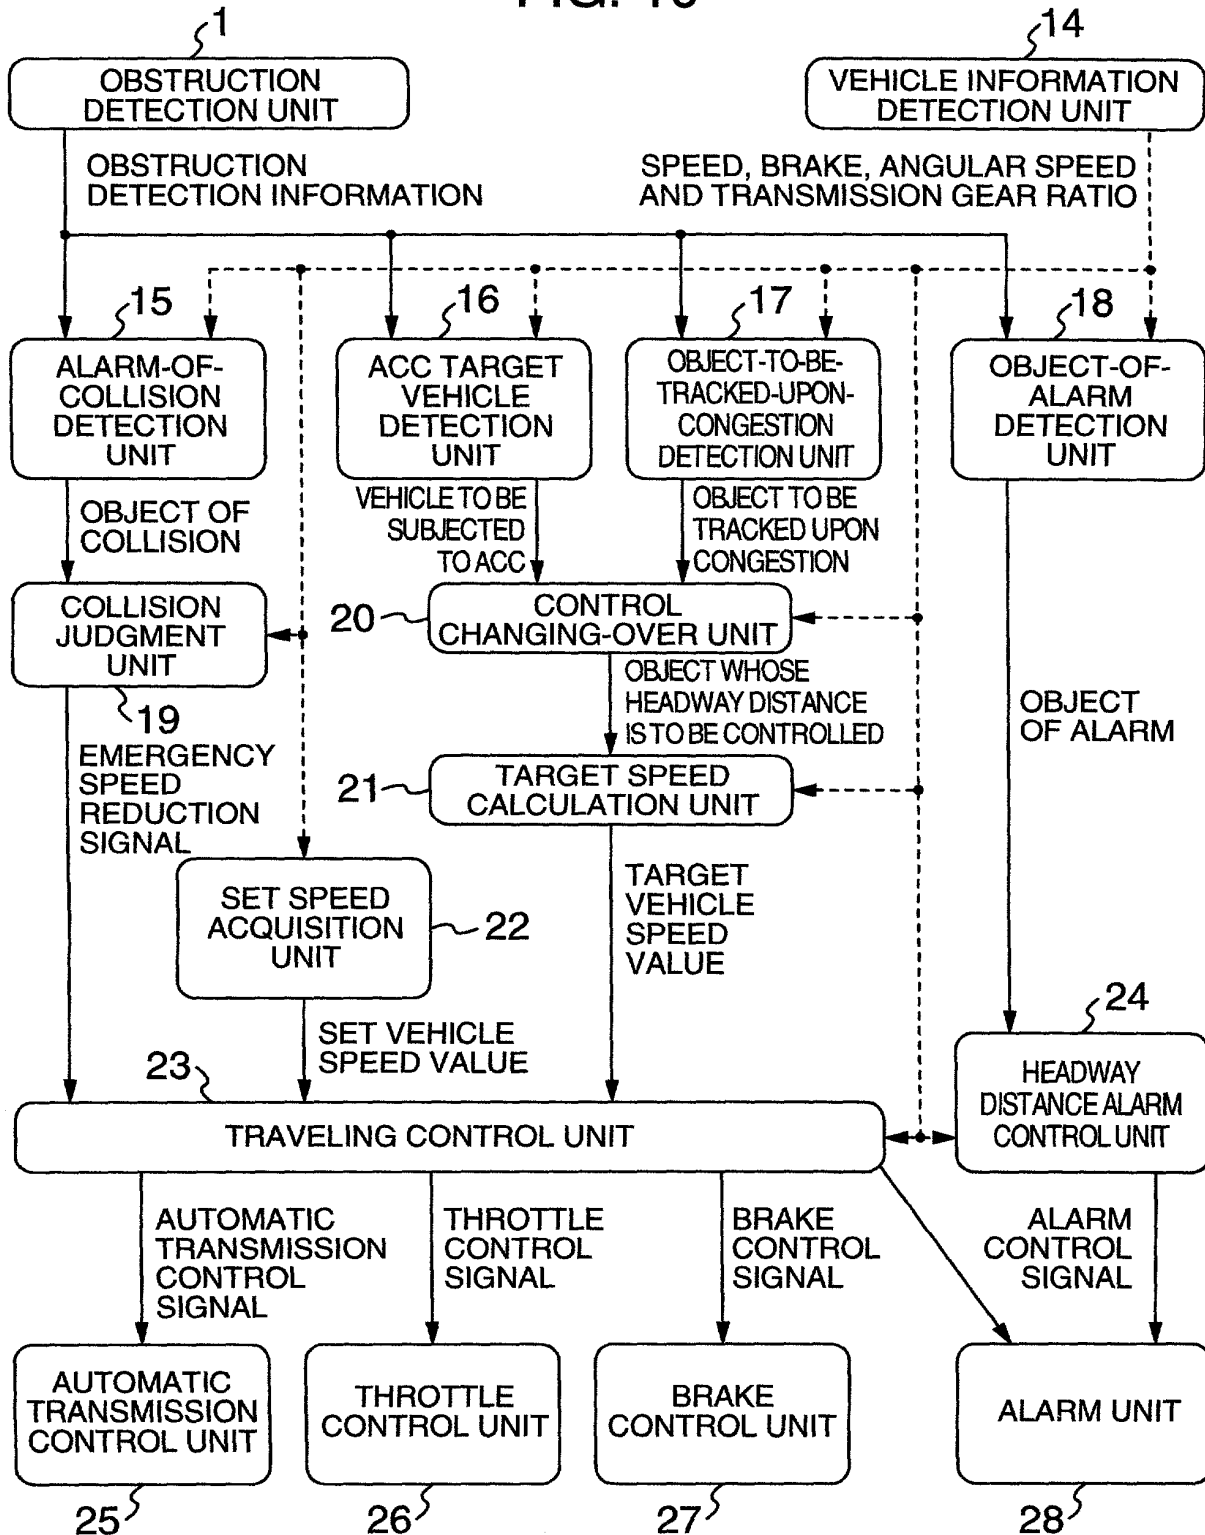 1
14
OBSTRUCTION
DETECTION UNIT
VEHICLE INFORMATION
DETECTION UNIT
OBSTRUCTION
DETECTION INFORMATION
SPEED, BRAKE, ANGULAR SPEED
AND TRANSMISSION GEAR RATIO
15
16
17
18
ALARM-OF-
COLLISION
DETECTION
UNIT
ACC TARGET
VEHICLE
DETECTION
UNIT
OBJECT-TO-BE-
TRACKED-UPON-
CONGESTION
DETECTION UNIT
OBJECT-OF-
ALARM
DETECTION
UNIT
OBJECT OF
COLLISION
VEHICLE TO BE
SUBJECTED
TO ACC
OBJECT TO BE
TRACKED UPON
CONGESTION
COLLISION
JUDGMENT
UNIT
20
CONTROL
CHANGING-OVER UNIT
19
OBJECT WHOSE
HEADWAY DISTANCE
IS TO BE CONTROLLED
OBJECT
OF ALARM
EMERGENCY
SPEED
REDUCTION
SIGNAL
21
TARGET SPEED
CALCULATION UNIT
SET SPEED
ACQUISITION
UNIT
22
TARGET
VEHICLE
SPEED
VALUE
24
SET VEHICLE
SPEED VALUE
23
HEADWAY
DISTANCE ALARM
CONTROL UNIT
TRAVELING CONTROL UNIT
AUTOMATIC
TRANSMISSION
CONTROL
SIGNAL
THROTTLE
CONTROL
SIGNAL
BRAKE
CONTROL
SIGNAL
ALARM
CONTROL
SIGNAL
AUTOMATIC
TRANSMISSION
CONTROL UNIT
THROTTLE
CONTROL UNIT
BRAKE
CONTROL UNIT
ALARM UNIT
25
26
27
28